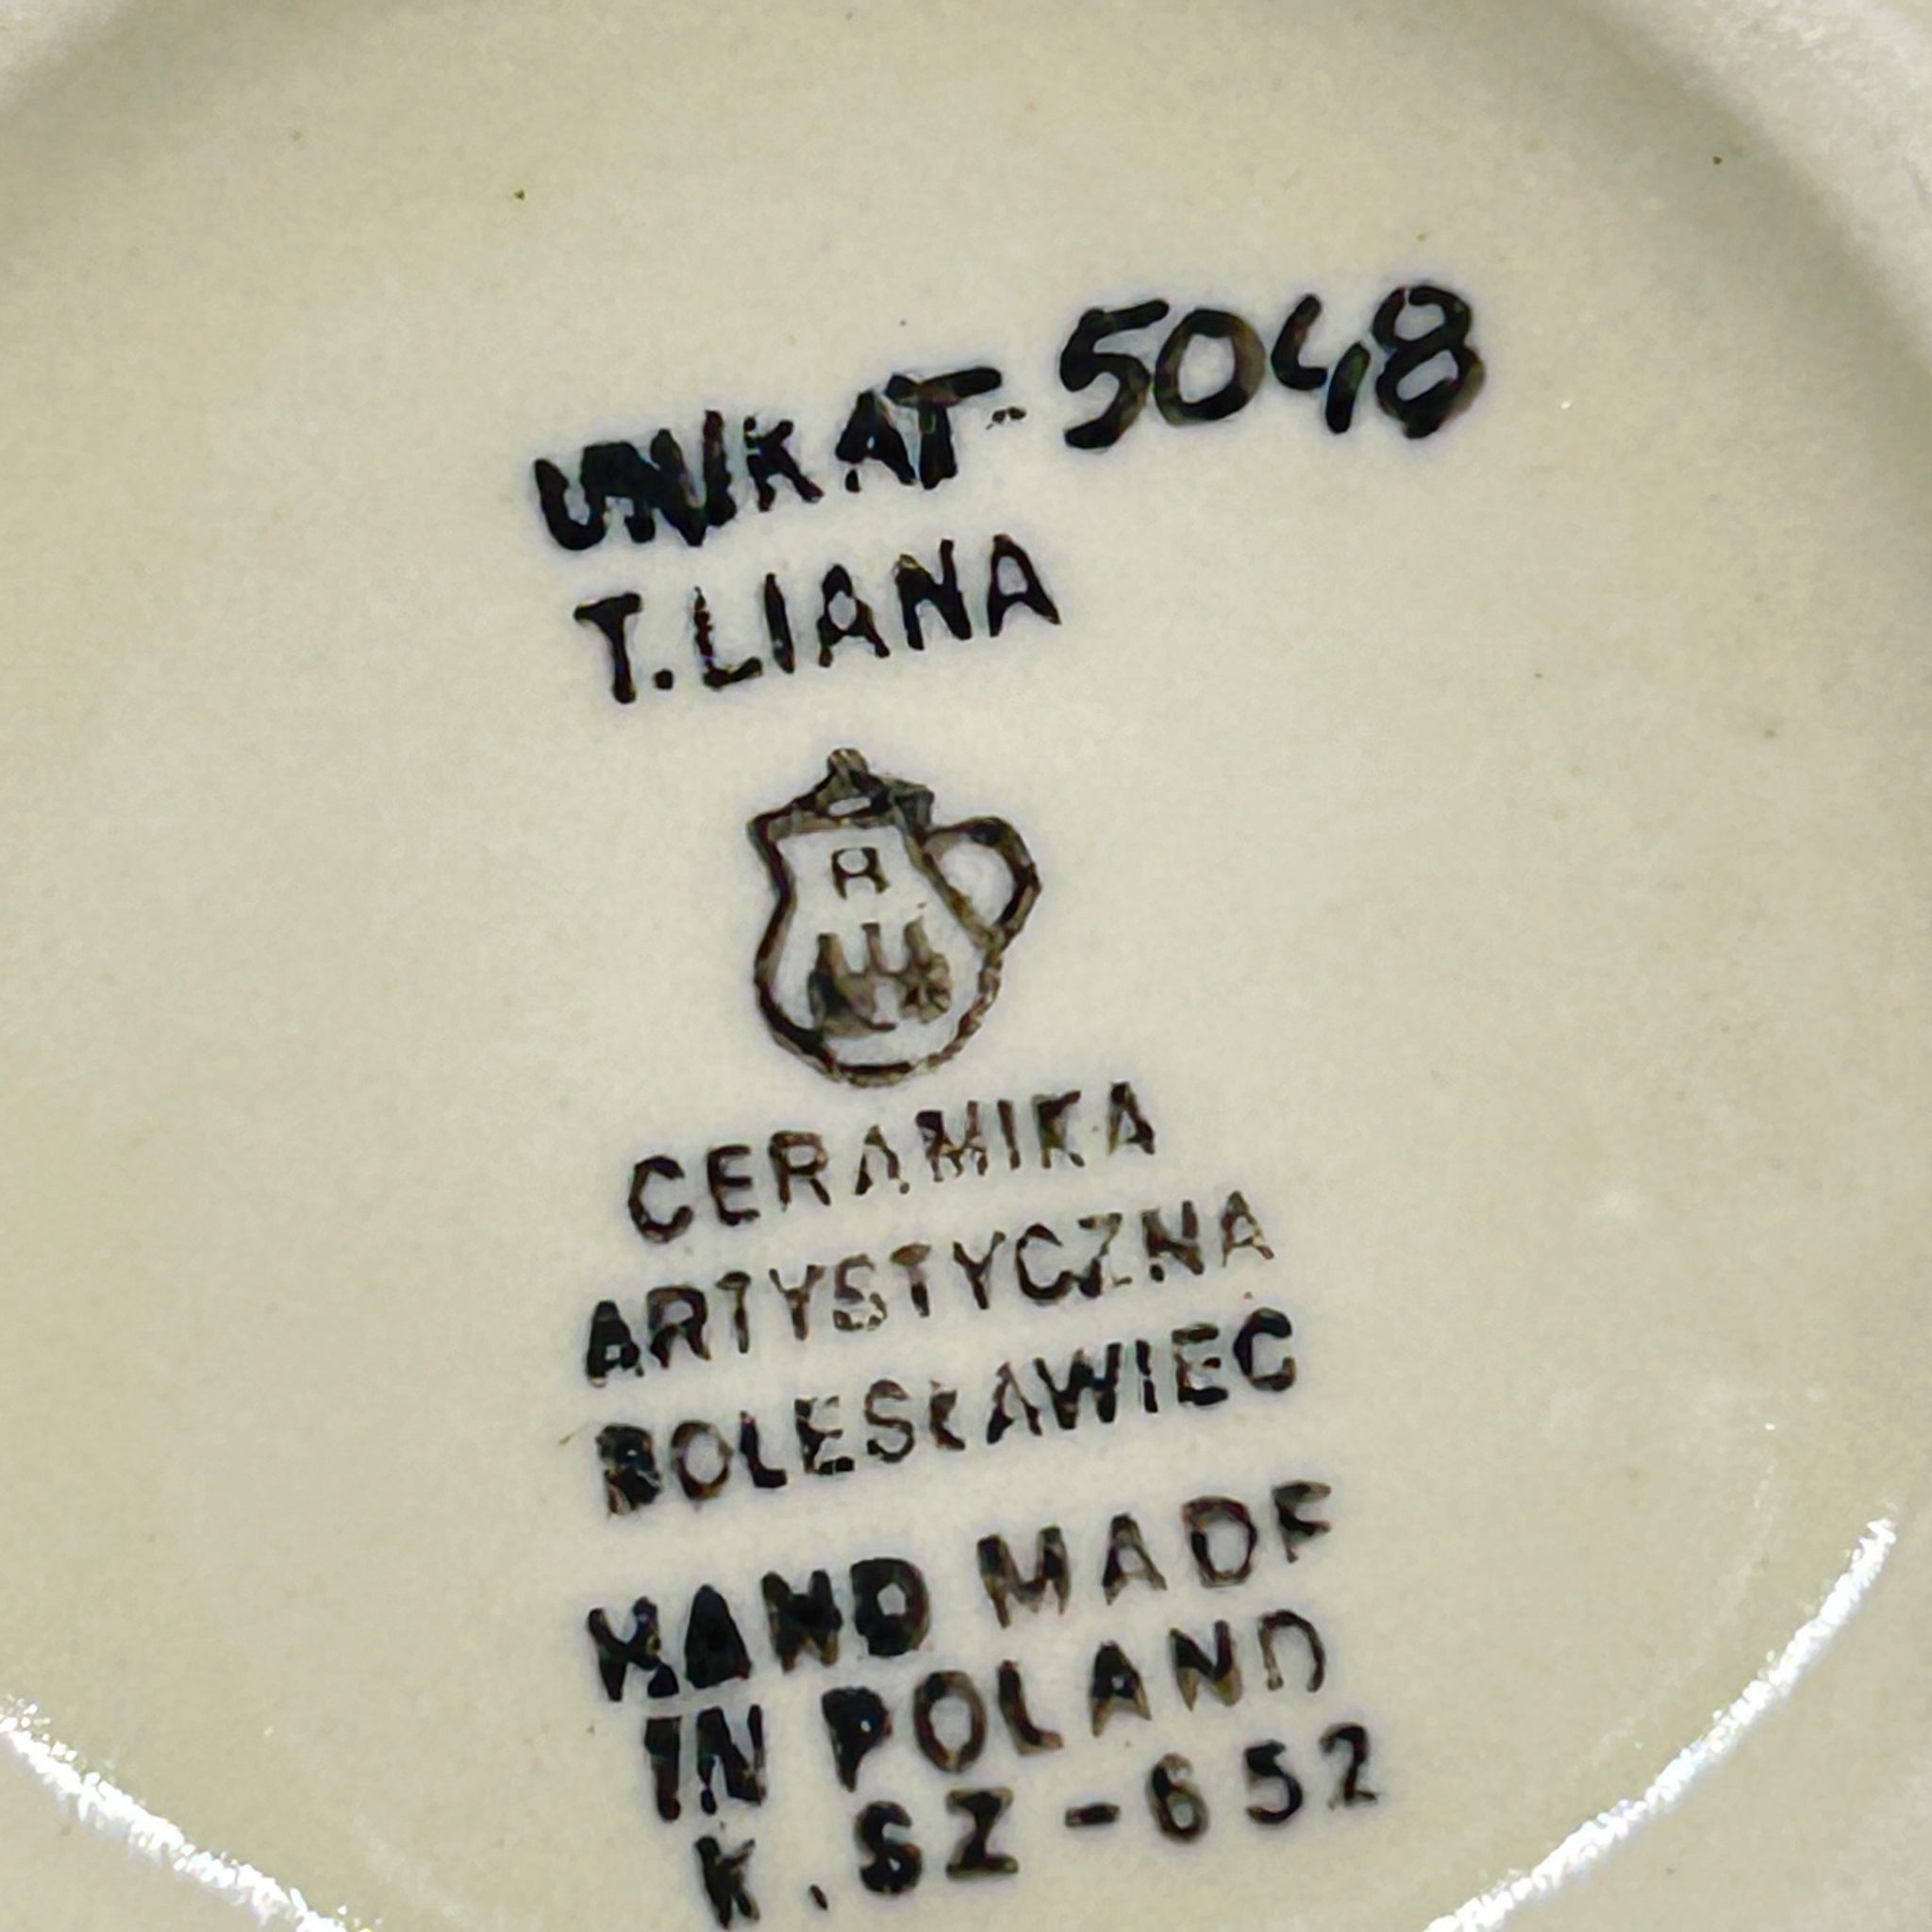 UNIKAT-5048
T.LIANA
R
CERAMIKA
ARTYSTYCZNA
BOLESŁAWIEC
HAND MADE
IN POLAND
K.SZ-652